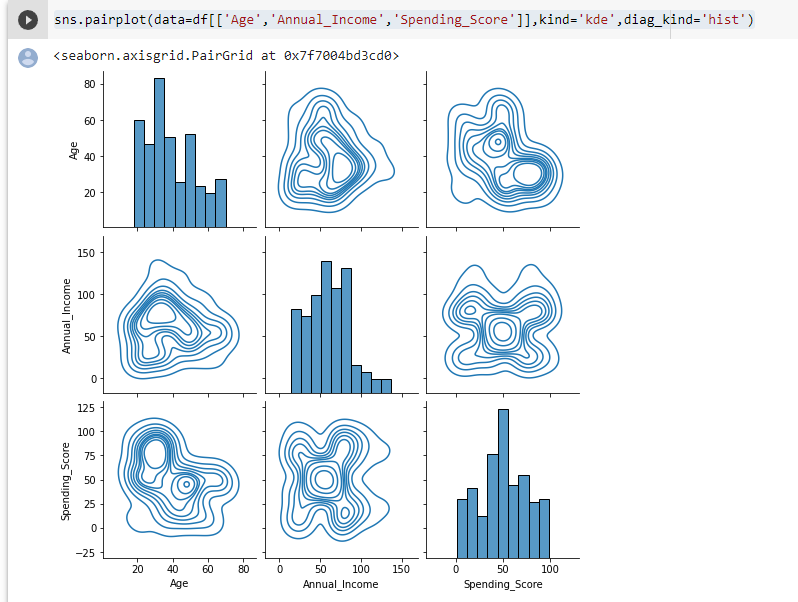 sns.pairplot(data=df[['Age','Annual_Income','Spending_Score']],kind='kde',diag_kind='hist')
<seaborn.axisgrid.PairGrid at 0x7f7004bd3cd0>
80
60
40
20
Age
150
100
50
0
Annual_Income
125
100
75
50
25
0
−25
Spending_Score
20 40 60 80
Age
0 50 100 150
Annual_Income
0 50 100
Spending_Score